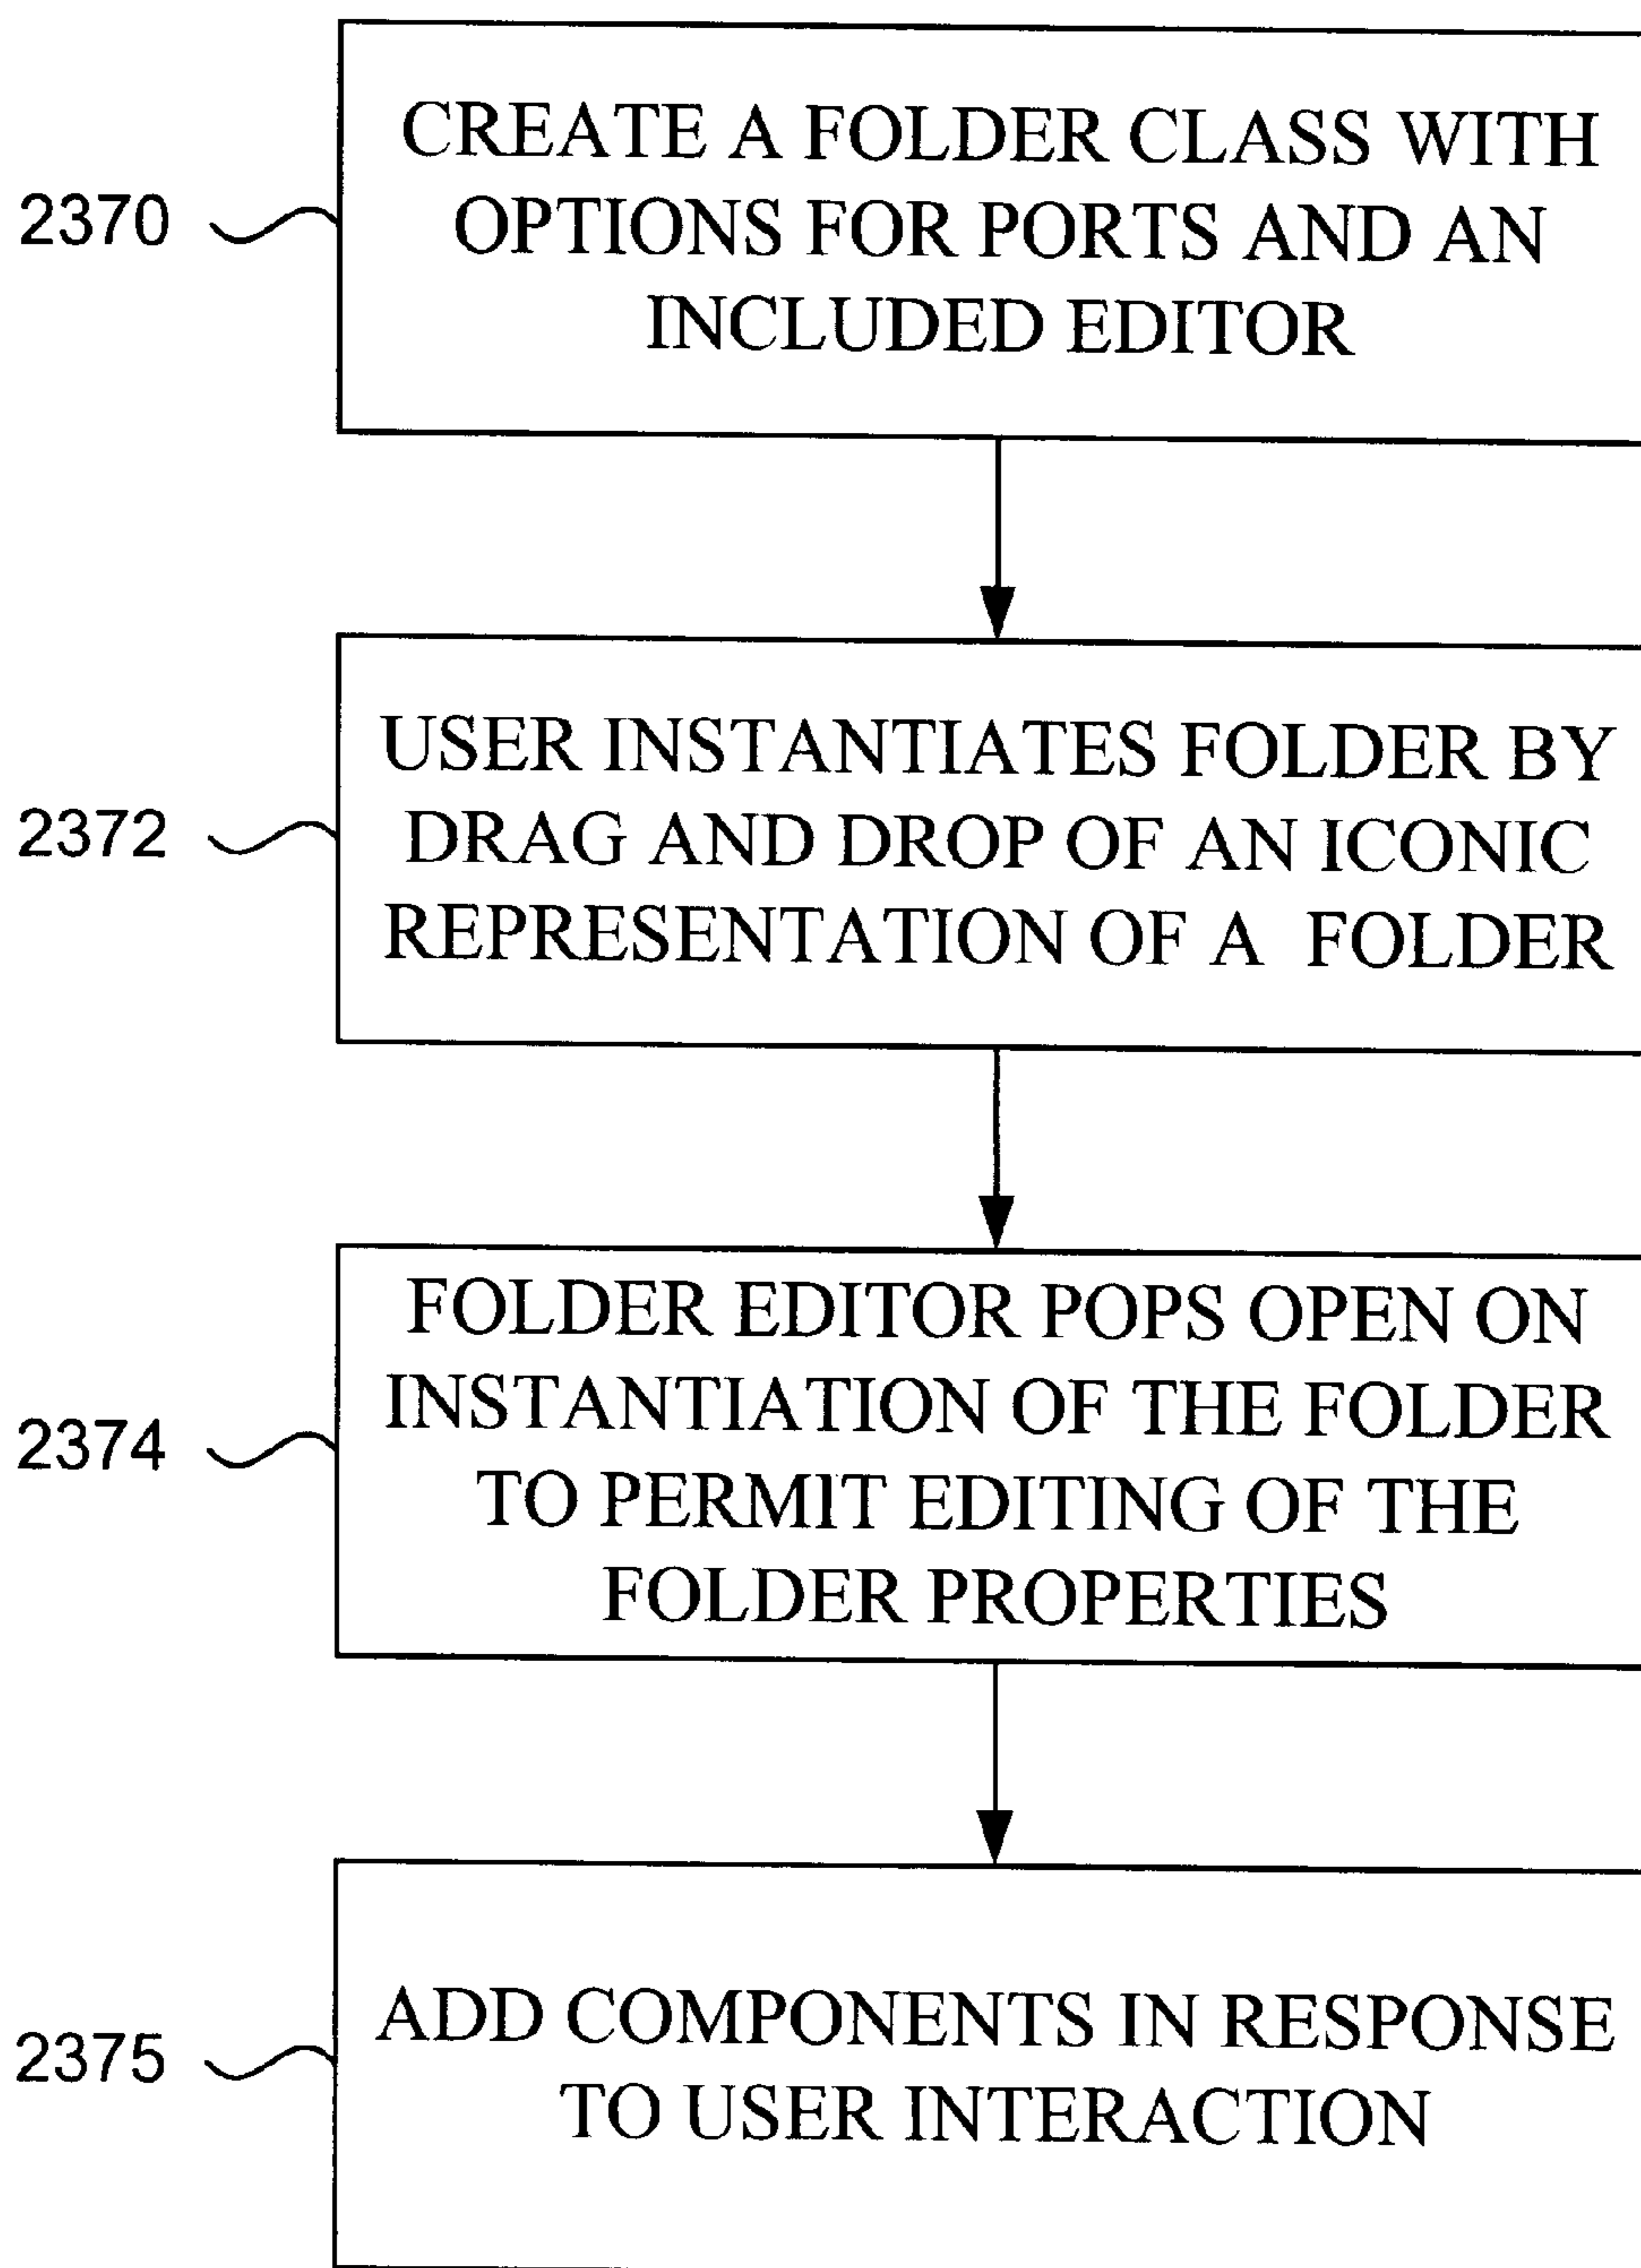 2370
CREATE A FOLDER CLASS WITH
OPTIONS FOR PORTS AND AN
INCLUDED EDITOR
2372
USER INSTANTIATES FOLDER BY
DRAG AND DROP OF AN ICONIC
REPRESENTATION OF A FOLDER
2374
FOLDER EDITOR POPS OPEN ON
INSTANTIATION OF THE FOLDER
TO PERMIT EDITING OF THE
FOLDER PROPERTIES
2375
ADD COMPONENTS IN RESPONSE
TO USER INTERACTION